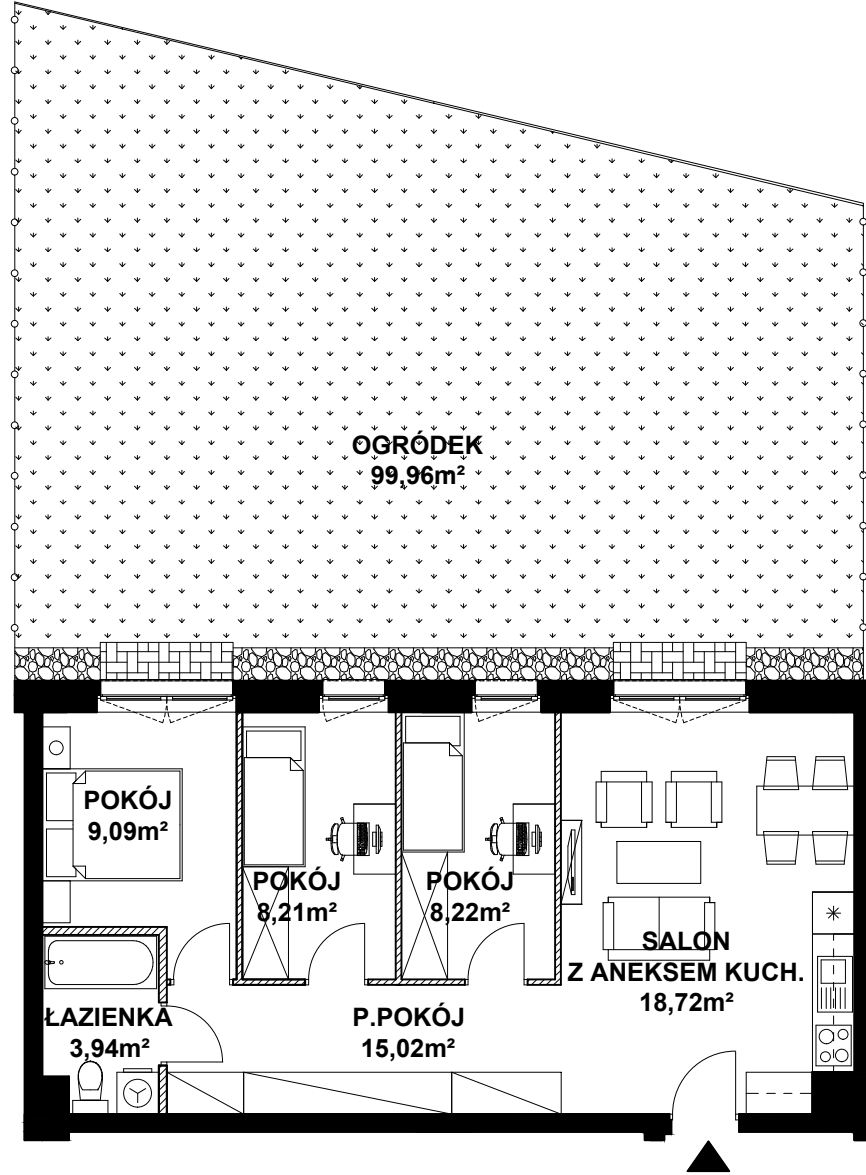 OGRÓDEK
99,96m²
POKÓJ
9,09m²
POKÓJ
8,21m²
POKÓJ
8,22m²
SALON
Z ANEKSEM KUCH.
18,72m²
ŁAZIENKA
3,94m²
P.POKÓJ
15,02m²